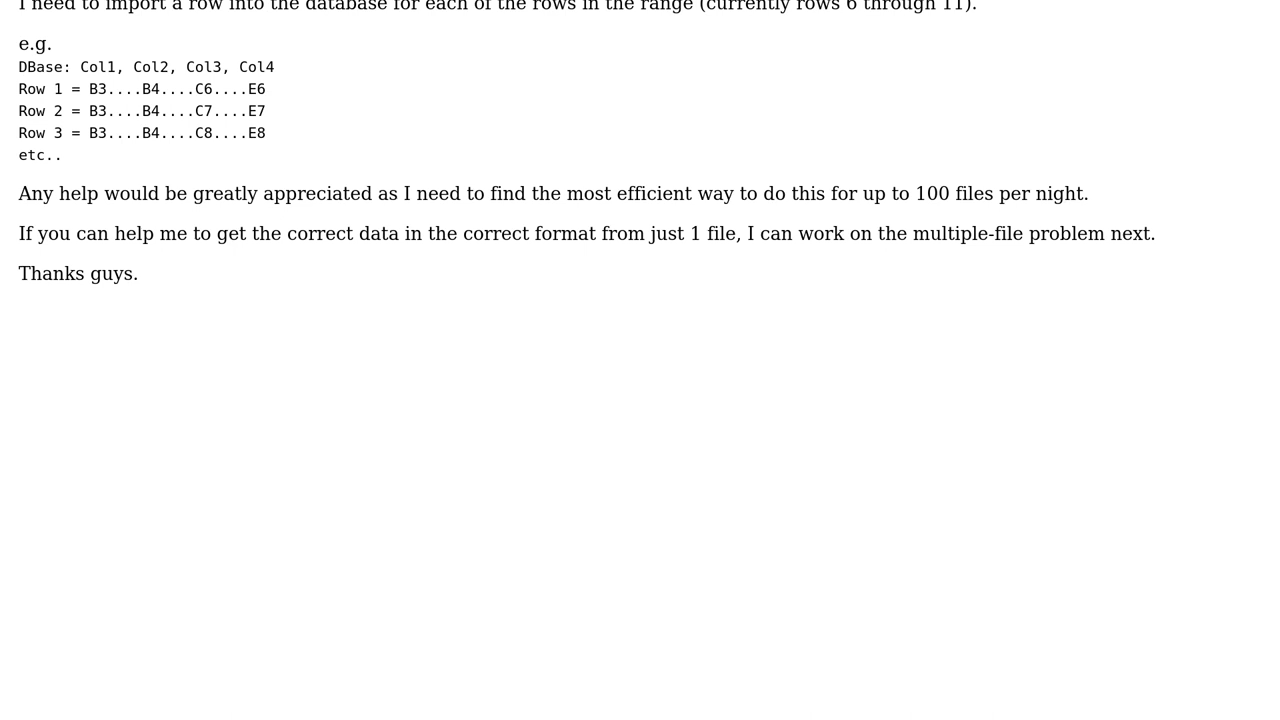 I need to import a row into the database for each of the rows in the range (currently rows 6 through 11).
e.g.
DBase: Col1, Col2, Col3, Col4
Row 1 = B3....B4....C6....E6
Row 2 = B3....B4....C7....E7
Row 3 = B3....B4....C8....E8
etc..
Any help would be greatly appreciated as I need to find the most efficient way to do this for up to 100 files per night.
If you can help me to get the correct data in the correct format from just 1 file, I can work on the multiple-file problem next.
Thanks guys.